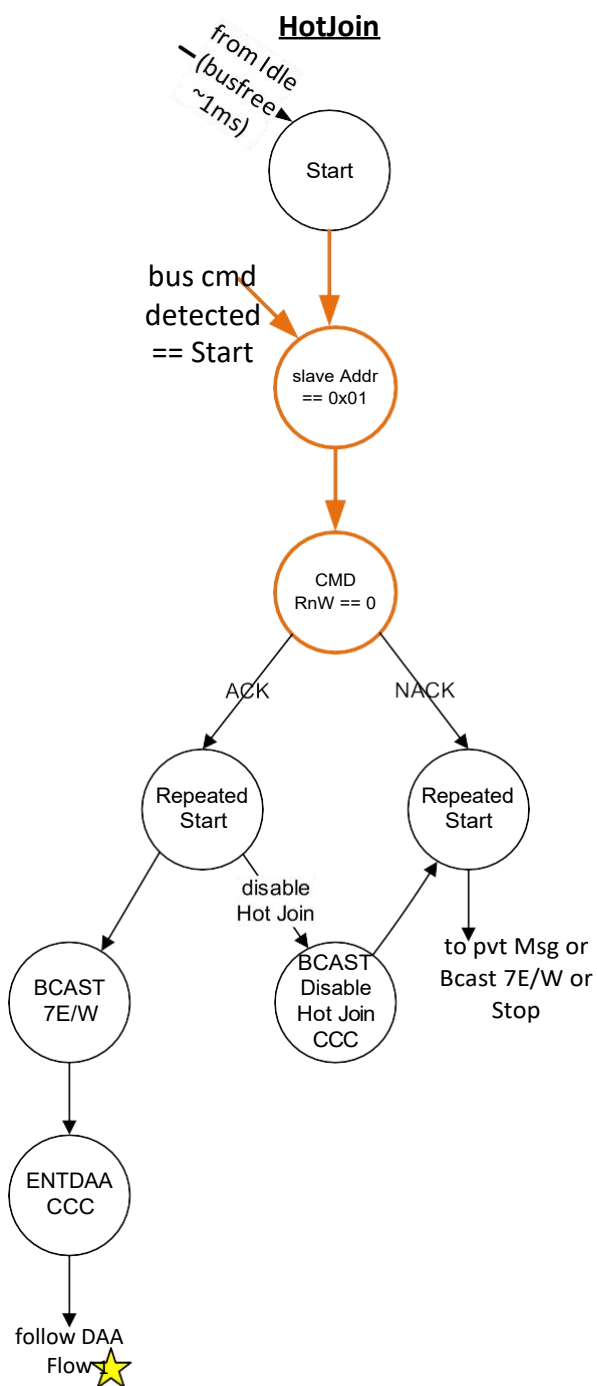 HotJoin
from Idle
(busfree
~1ms)
Start
bus cmd
detected
== Start
slave Addr
== 0x01
CMD
RnW == 0
ACK
NACK
Repeated
Start
Repeated
Start
disable
Hot Join
BCAST
7E/W
BCAST
Disable
Hot Join
CCC
to pvt Msg or
Bcast 7E/W or
Stop
ENTDAA
CCC
follow DAA
Flow